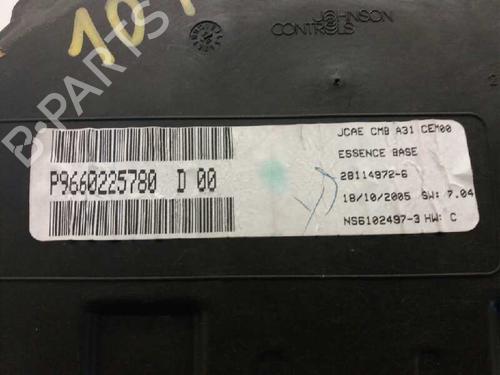 10
B-PARTS
JOHNSON
CONTROLS
P9660225780 D 00
JCAE CMB A31 CEM00
ESSENCE BASE
28114972-6
18/10/2005 SW: 7.04
NS6102497-3 HW: C